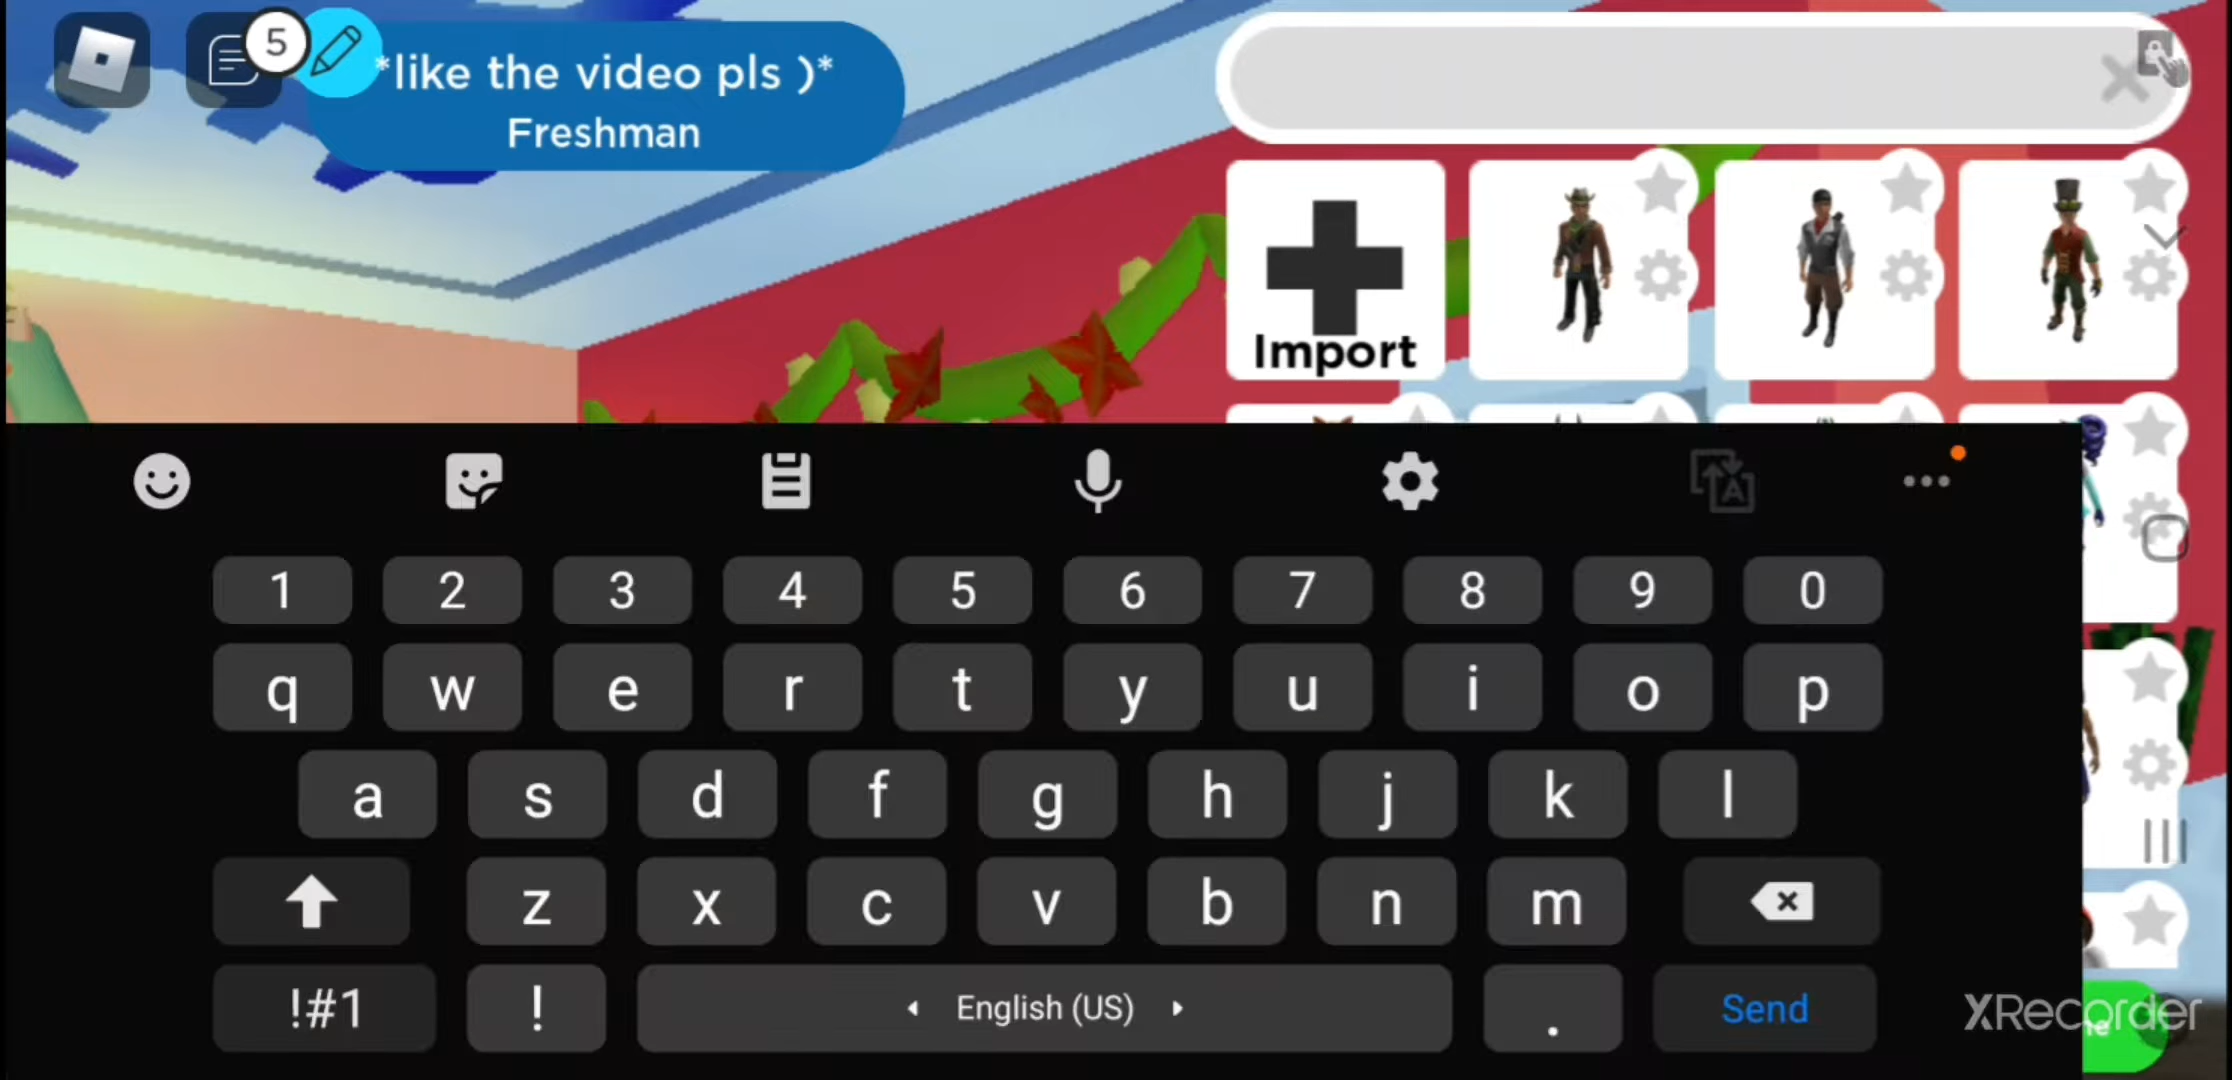 5
*like the video pls )*
Freshman
Import
1 2 3 4 5 6 7 8 9 0
q w e r t y u i o p
a s d f g h j k l
z x c v b n m
!#1 ! English (US) . Send
XRecorder